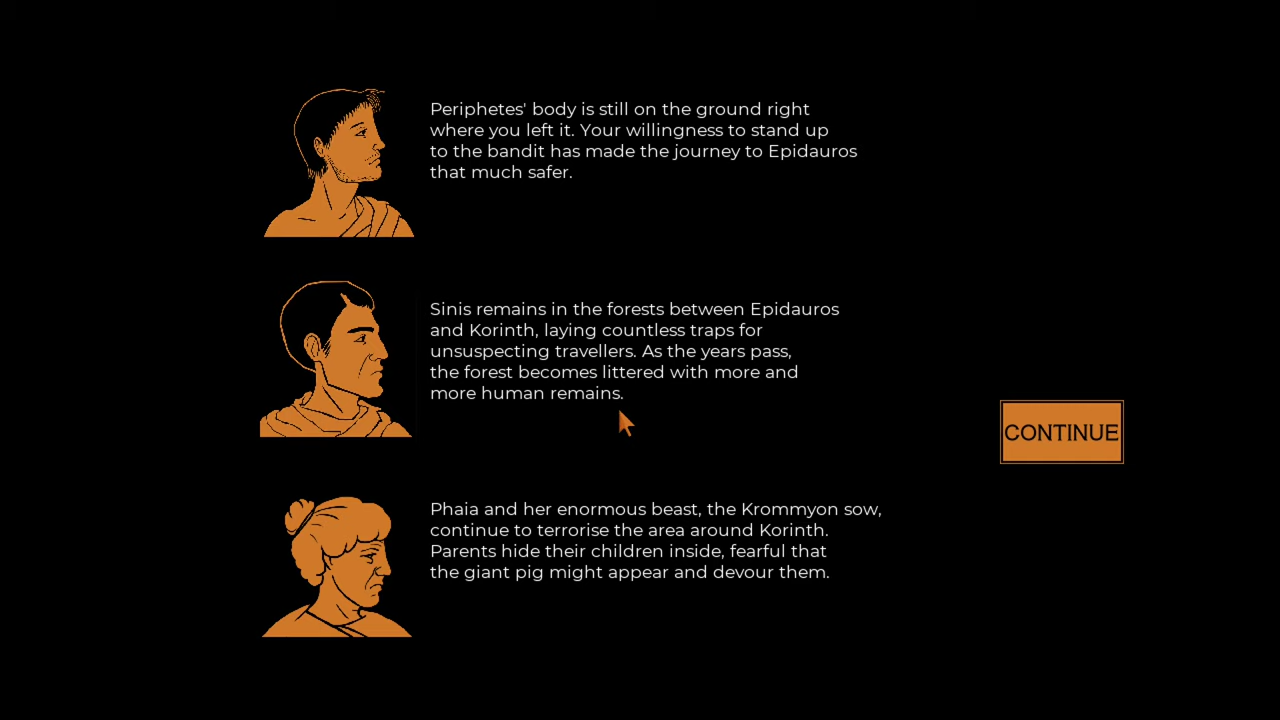 Periphetes' body is still on the ground right
where you left it. Your willingness to stand up
to the bandit has made the journey to Epidauros
that much safer.
Sinis remains in the forests between Epidauros
and Korinth, laying countless traps for
unsuspecting travellers. As the years pass,
the forest becomes littered with more and
more human remains.
CONTINUE
Phaia and her enormous beast, the Krommyon sow,
continue to terrorise the area around Korinth.
Parents hide their children inside, fearful that
the giant pig might appear and devour them.